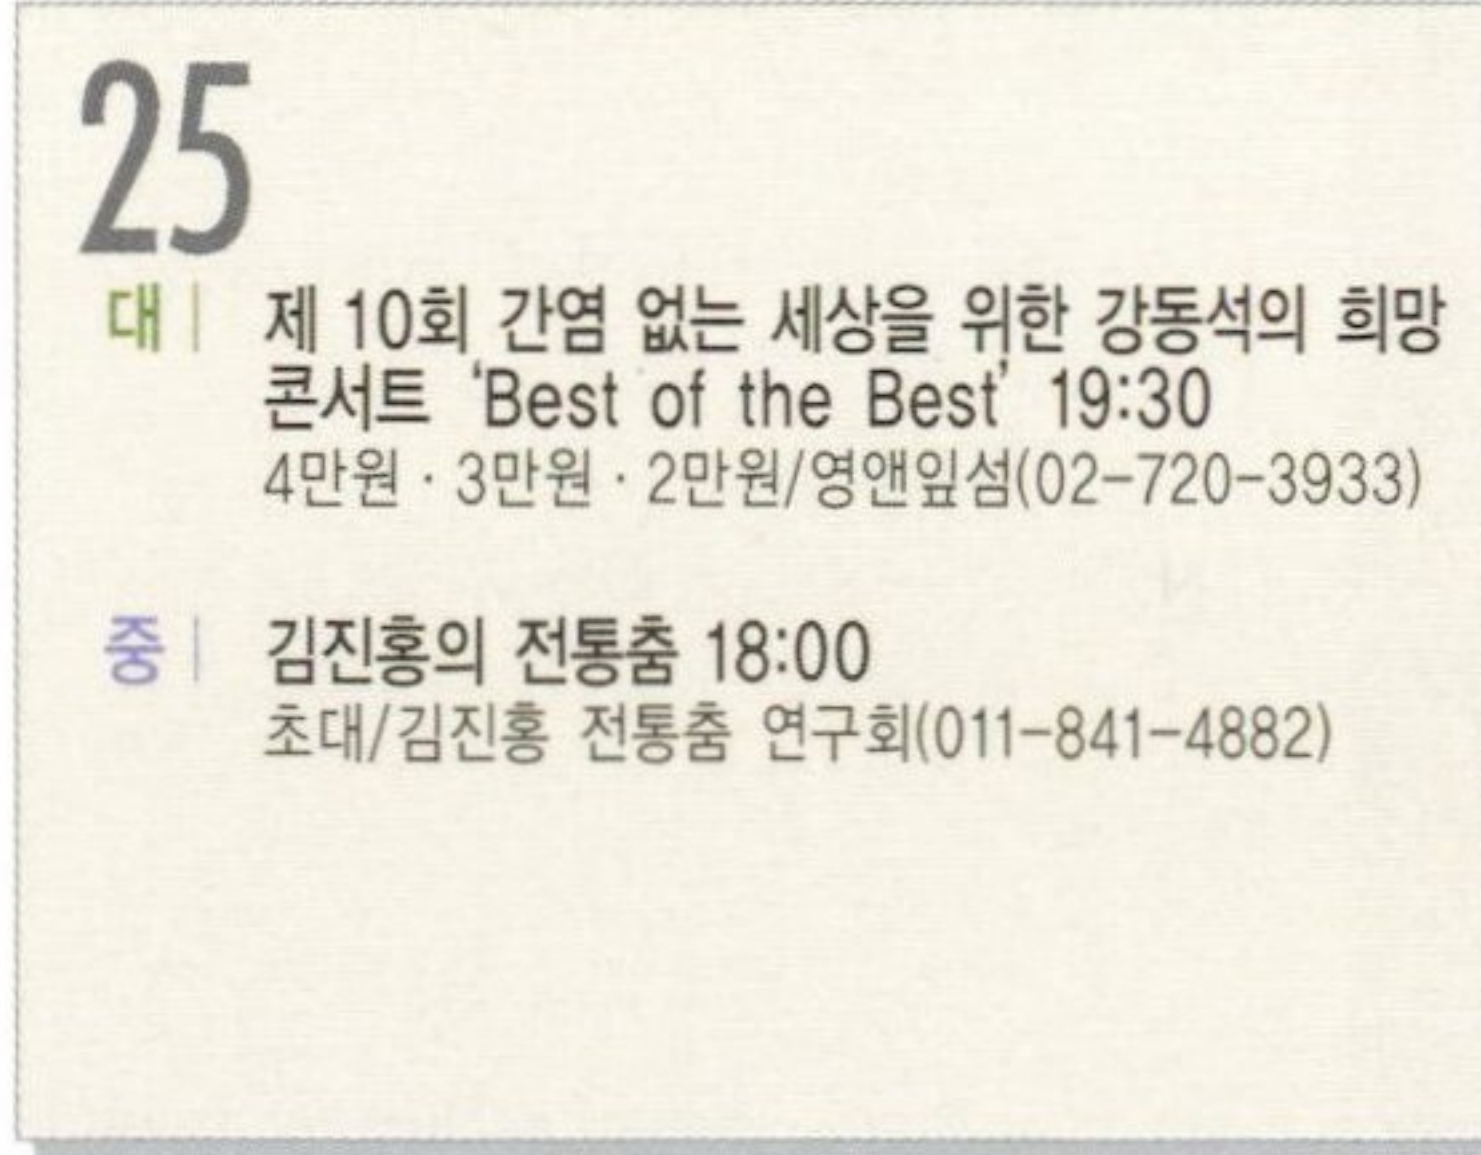 25
대| 제 10회 간염 없는 세상을 위한 강동석의 희망
콘서트 ‘Best of the Best’ 19:30
4만원 · 3만원 · 2만원/영앤잎섬(02-720-3933)
중| 김진홍의 전통춤 18:00
초대/김진홍 전통춤 연구회(011-841-4882)